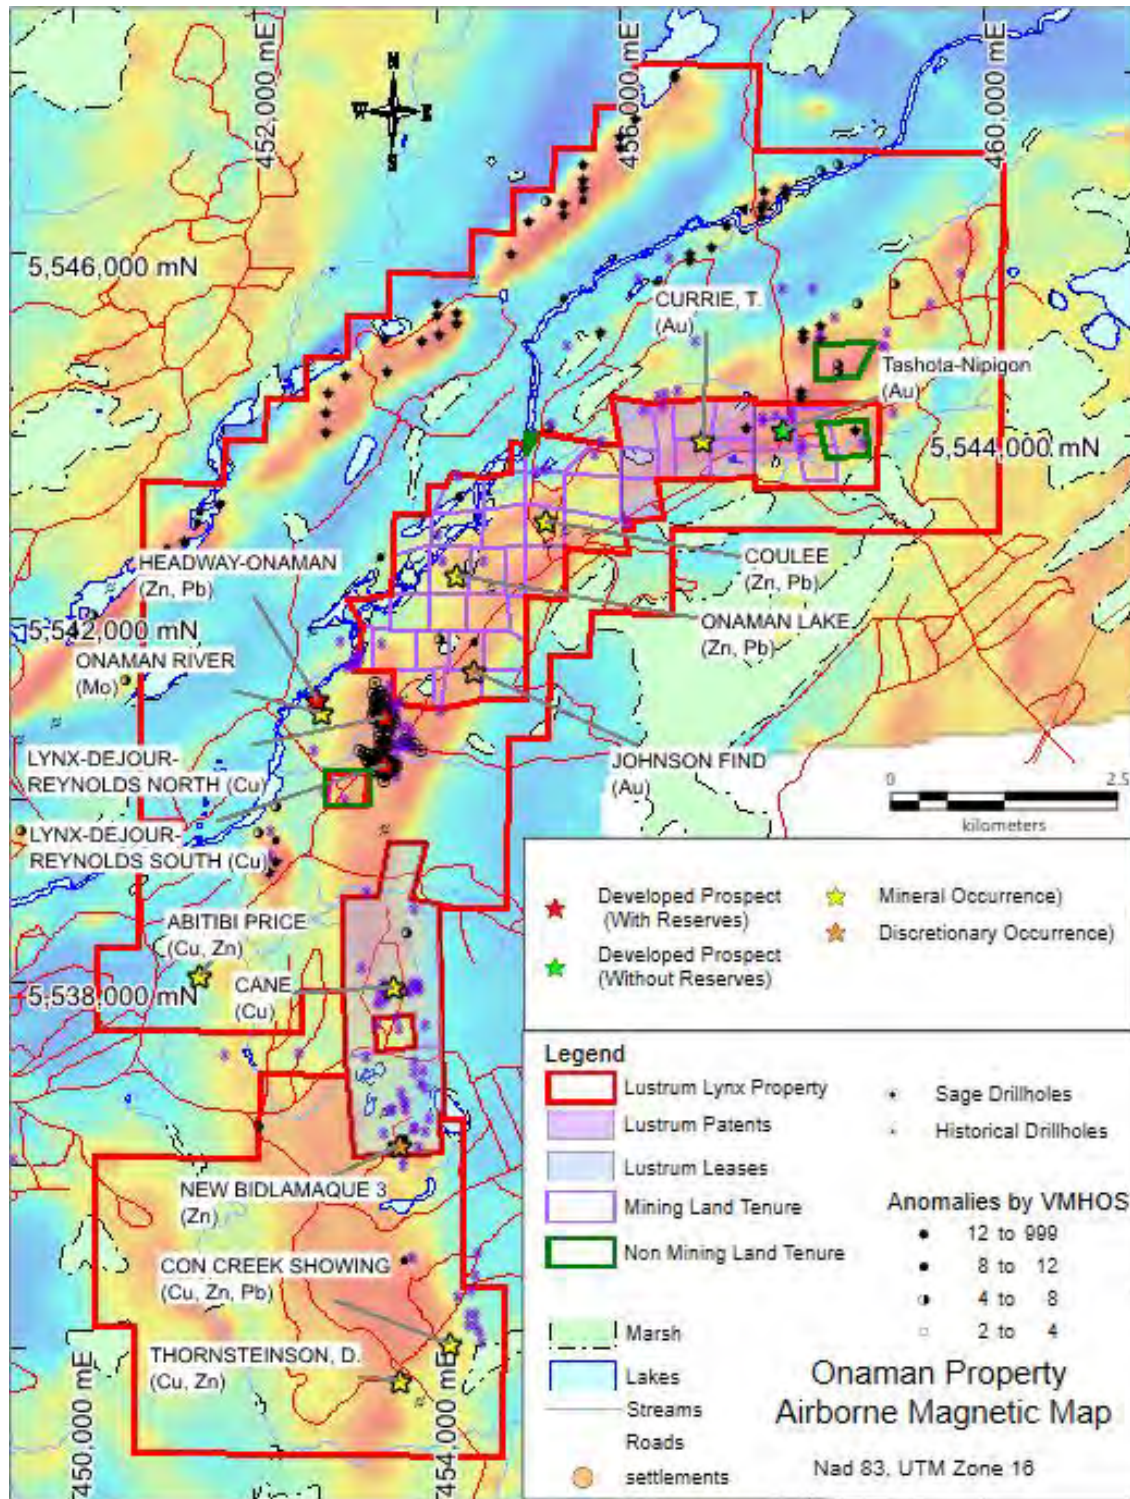 N
W E
S
452,000 mE
456,000 mE
460,000 mE
5,546,000 mN
CURRIE, T.
(Au)
Tashota-Nipigon
(Au)
5,544,000 mN
HEADWAY-ONAMAN
(Zn, Pb)
COULEE
(Zn, Pb)
5,542,000 mN
ONAMAN LAKE
(Zn, Pb)
ONAMAN RIVER
(Mo)
LYNX-DEJOUR-
REYNOLDS NORTH (Cu)
JOHNSON FIND
(Au)
0 2.5
kilometers
LYNX-DEJOUR-
REYNOLDS SOUTH (Cu)
ABITIBI PRICE
(Cu, Zn)
5,538,000 mN
CANE
(Cu)
Developed Prospect
(With Reserves)
Mineral Occurrence)
Discretionary Occurrence)
Developed Prospect
(Without Reserves)
Legend
Lustrum Lynx Property
Lustrum Patents
Lustrum Leases
Mining Land Tenure
Non Mining Land Tenure
Marsh
Lakes
Streams
Roads
settlements
Sage Drillholes
Historical Drillholes
Anomalies by VMHOS
12 to 999
8 to 12
4 to 8
2 to 4
NEW BIDLAMAQUE 3
(Zn)
CON CREEK SHOWING
(Cu, Zn, Pb)
THORNSTEINSON, D.
(Cu, Zn)
450,000 mE
454,000 mE
Onaman Property
Airborne Magnetic Map
Nad 83, UTM Zone 16